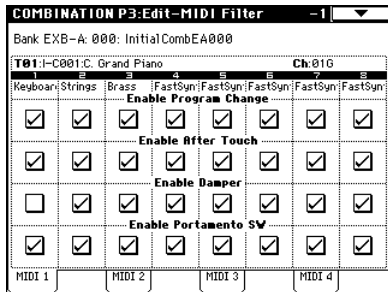 COMBINATION P3:Edit-MIDI Filter -1
Bank EXB-A: 000: InitialCombEA000
T01:I-C001:C. Grand Piano Ch:01G
1 2 3 4 5 6 7 8
Keyboar Strings Brass FastSyn FastSyn FastSyn FastSyn FastSyn
Enable Program Change
Enable After Touch
Enable Damper
Enable Portamento SW
MIDI 1 MIDI 2 MIDI 3 MIDI 4